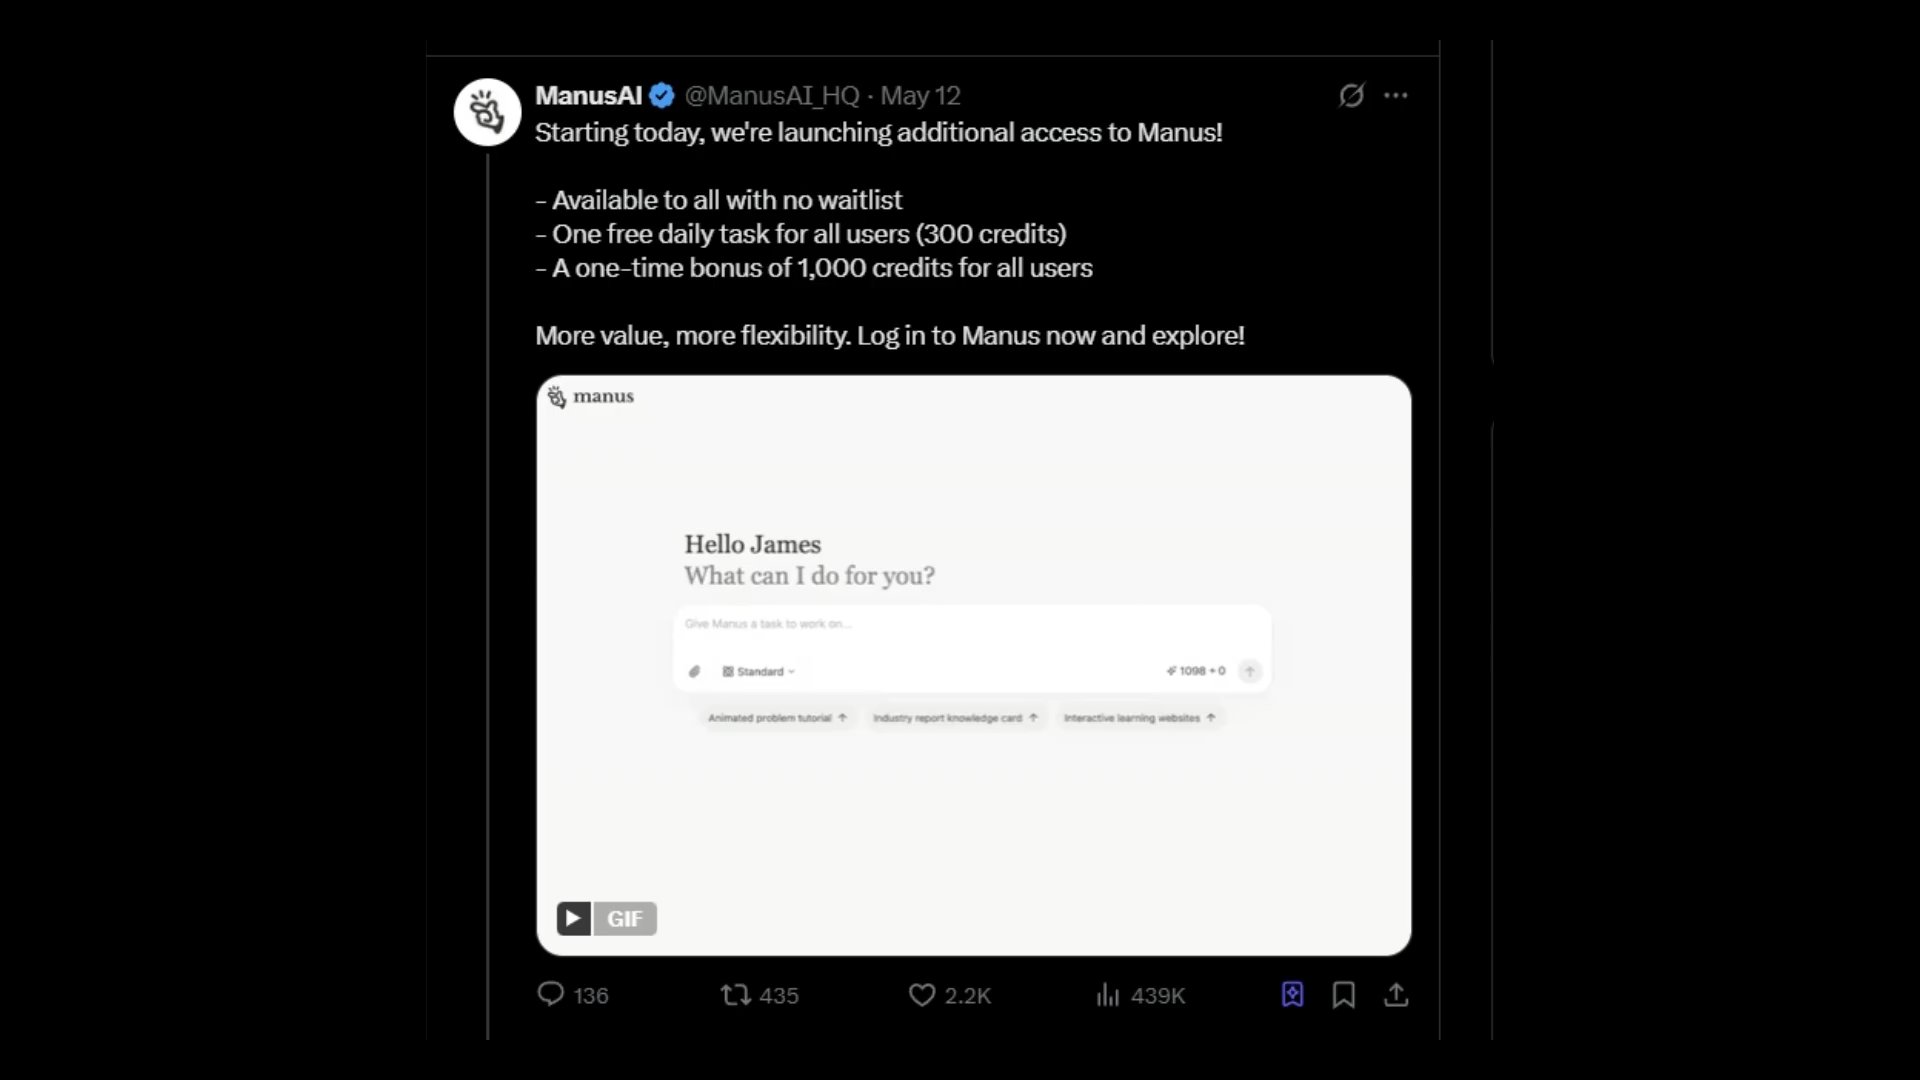 ManusAI @ManusAI_HQ · May 12
Starting today, we're launching additional access to Manus!
- Available to all with no waitlist
- One free daily task for all users (300 credits)
- A one-time bonus of 1,000 credits for all users
More value, more flexibility. Log in to Manus now and explore!
manus
Hello James
What can I do for you?
Give Manus a task to work on...
Standard
1098 + 0
Animated problem tutorial Industry report knowledge card Interactive learning websites
GIF
136 435 2.2K 439K